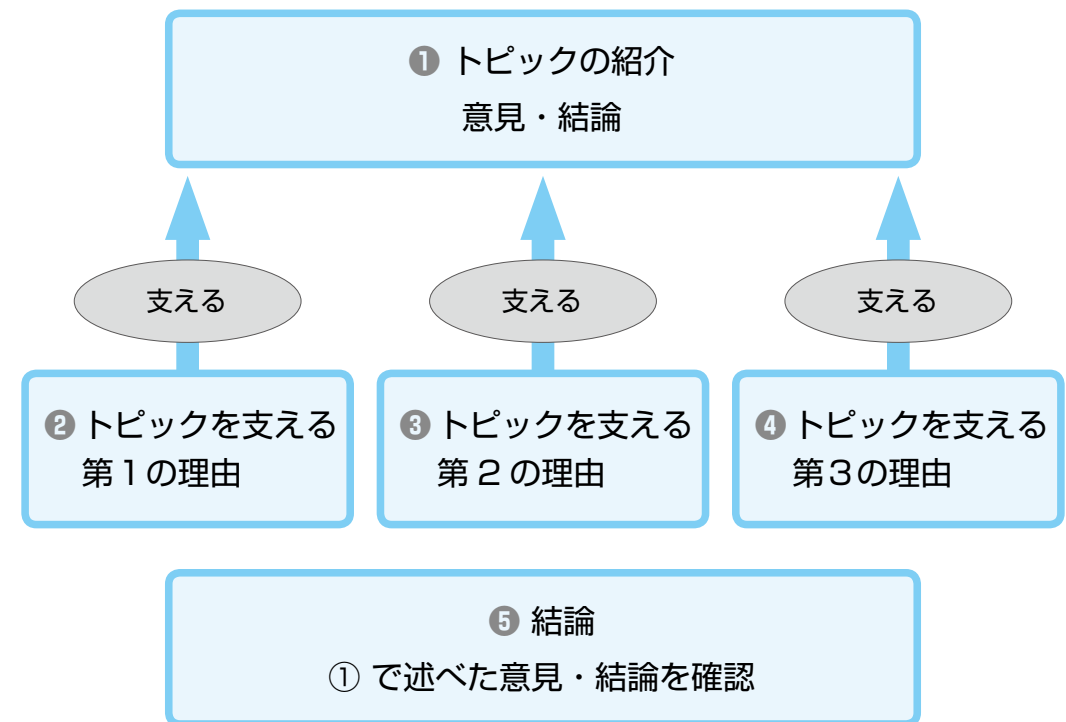 ❶ トピックの紹介
意見・結論
支える
支える
支える
❷ トピックを支える
第1の理由
❸ トピックを支える
第2の理由
❹ トピックを支える
第3の理由
❺ 結論
① で述べた意見・結論を確認